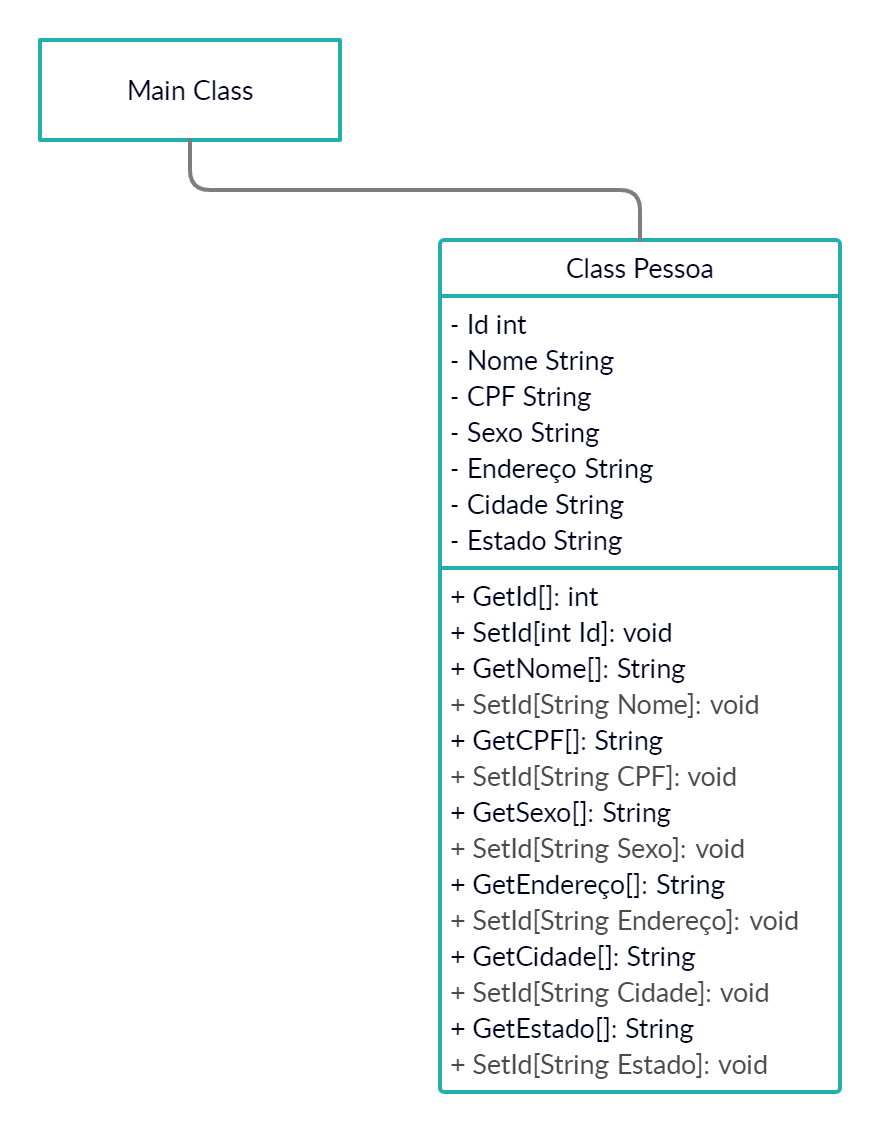 Main Class
Class Pessoa
- Id int
- Nome String
- CPF String
- Sexo String
- Endereço String
- Cidade String
- Estado String
+ GetId[]: int
+ SetId[int Id]: void
+ GetNome[]: String
+ SetId[String Nome]: void
+ GetCPF[]: String
+ SetId[String CPF]: void
+ GetSexo[]: String
+ SetId[String Sexo]: void
+ GetEndereço[]: String
+ SetId[String Endereço]: void
+ GetCidade[]: String
+ SetId[String Cidade]: void
+ GetEstado[]: String
+ SetId[String Estado]: void